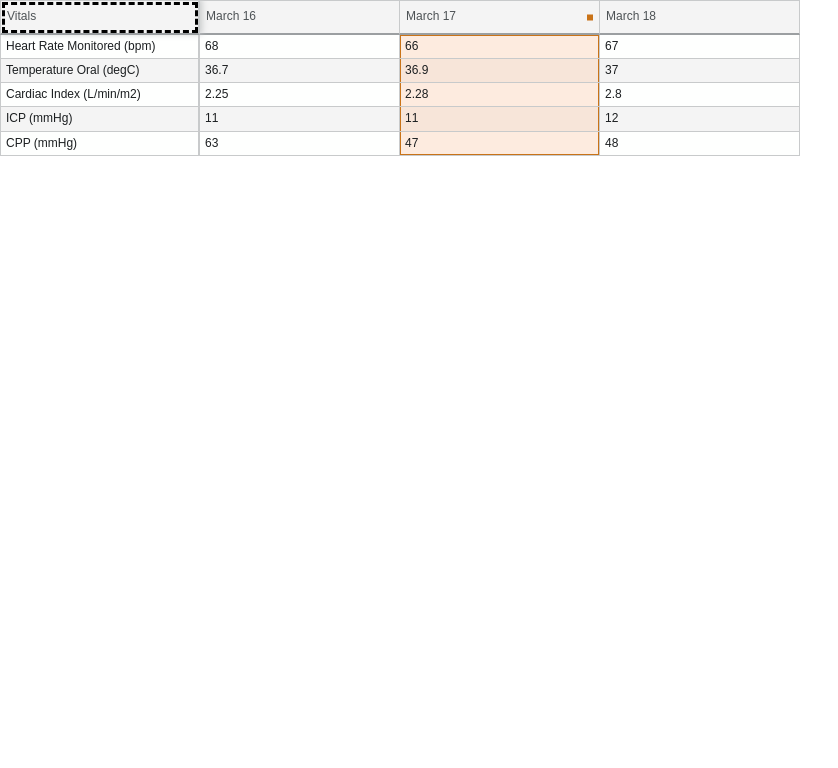 Vitals March 16 March 17 March 18
Heart Rate Monitored (bpm) 68 66 67
Temperature Oral (degC) 36.7 36.9 37
Cardiac Index (L/min/m2) 2.25 2.28 2.8
ICP (mmHg) 11 11 12
CPP (mmHg) 63 47 48